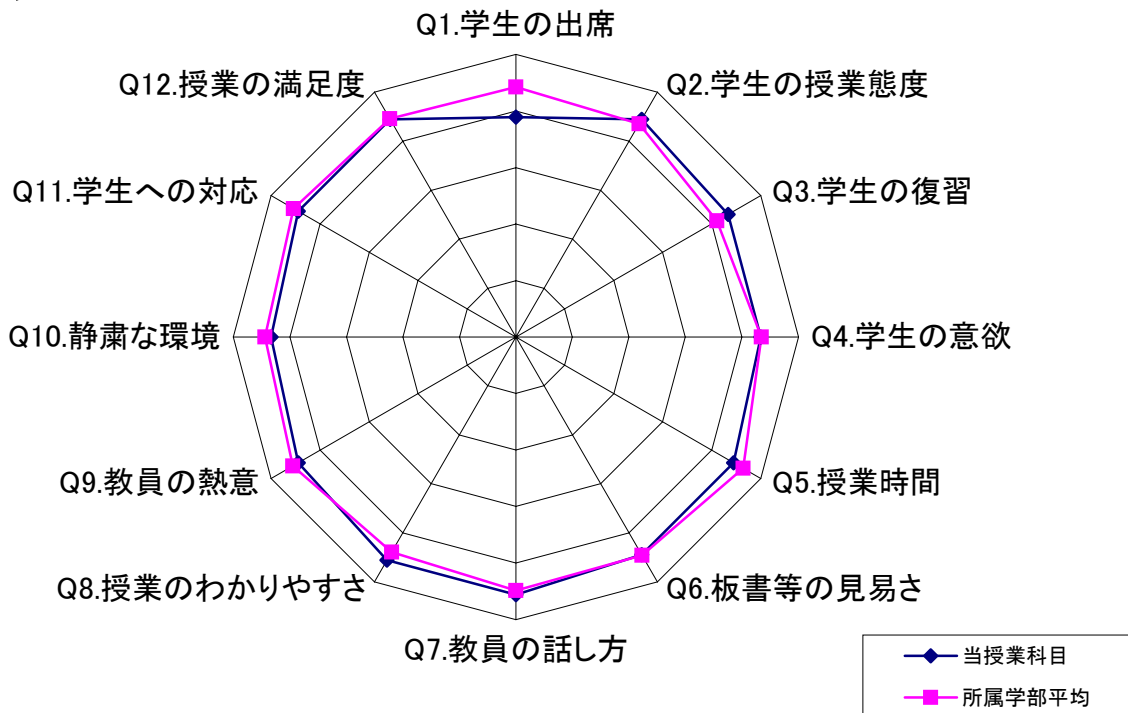 Q1.学生の出席
Q2.学生の授業態度
Q3.学生の復習
Q4.学生の意欲
Q5.授業時間
Q6.板書等の見易さ
Q7.教員の話し方
Q8.授業のわかりやすさ
Q9.教員の熱意
Q10.静粛な環境
Q11.学生への対応
Q12.授業の満足度
当授業科目
所属学部平均